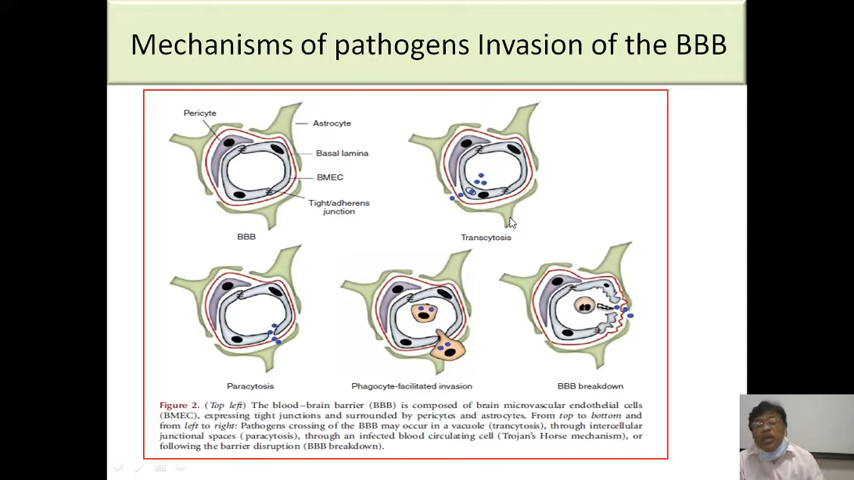 Mechanisms of pathogens Invasion of the BBB
Pericyte
Astrocyte
Basal lamina
BMEC
Tight/adherens
junction
BBB
Transcytosis
Paracytosis
Phagocyte-facilitated invasion
BBB breakdown
Figure 2. (Top left) The blood–brain barrier (BBB) is composed of brain microvascular endothelial cells
(BMEC), expressing tight junctions and surrounded by pericytes and astrocytes. From top to bottom and
from left to right: Pathogens crossing of the BBB may occur in a vacuole (trancytosis), through intercellular
junctional spaces (paracytosis), through an infected blood circulating cell (Trojan's Horse mechanism), or
following the barrier disruption (BBB breakdown).